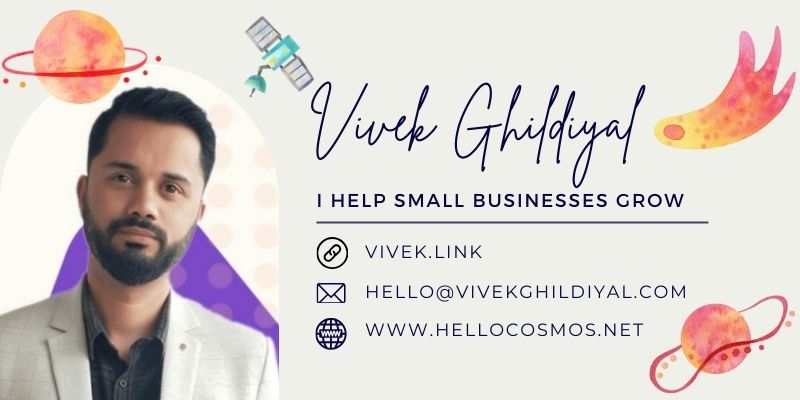 Vivek Ghildiyal
I HELP SMALL BUSINESSES GROW
VIVEK.LINK
HELLO@VIVEKGHILDIYAL.COM
WWW.HELLOCOSMOS.NET